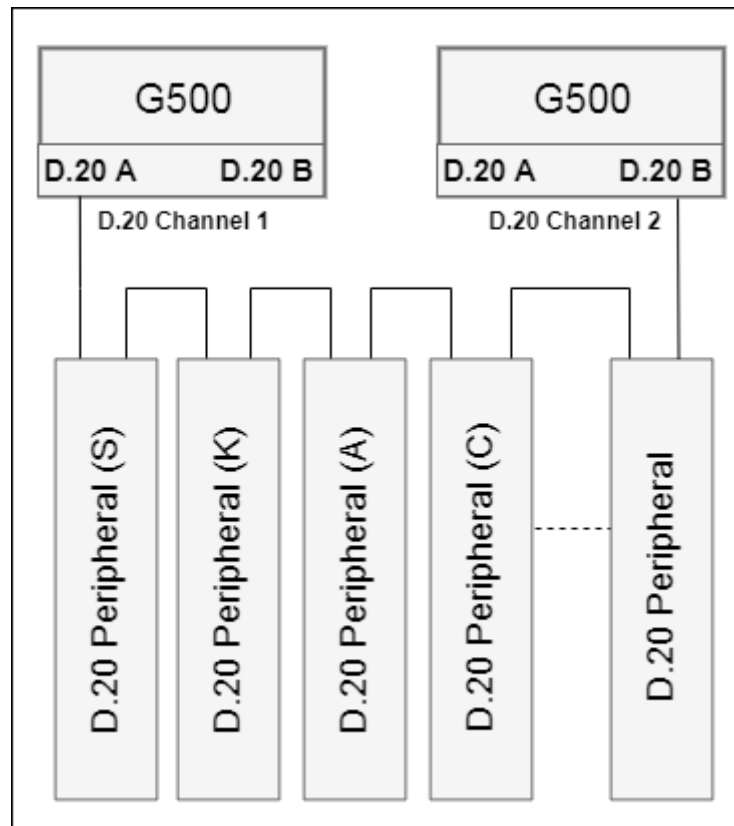 G500
D.20 A D.20 B
D.20 Channel 1
G500
D.20 A D.20 B
D.20 Channel 2
D.20 Peripheral (S)
D.20 Peripheral (K)
D.20 Peripheral (A)
D.20 Peripheral (C)
D.20 Peripheral